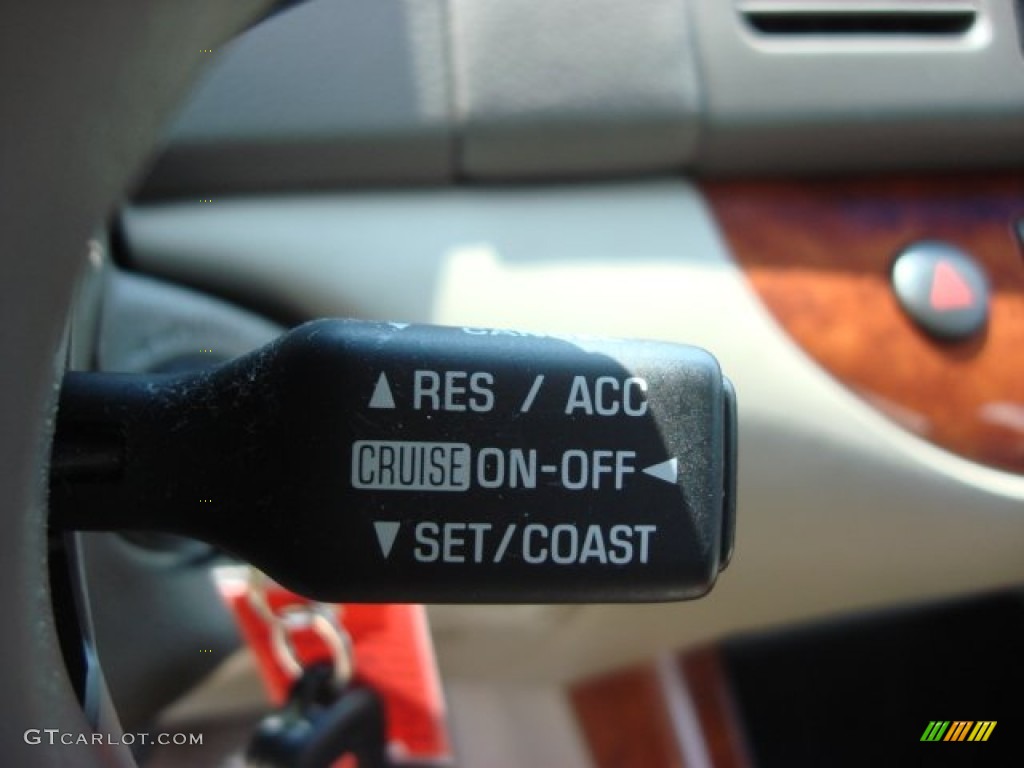 ▲ RES / ACC
CRUISE ON-OFF ◄
▼ SET/COAST
GTCARLOT.COM